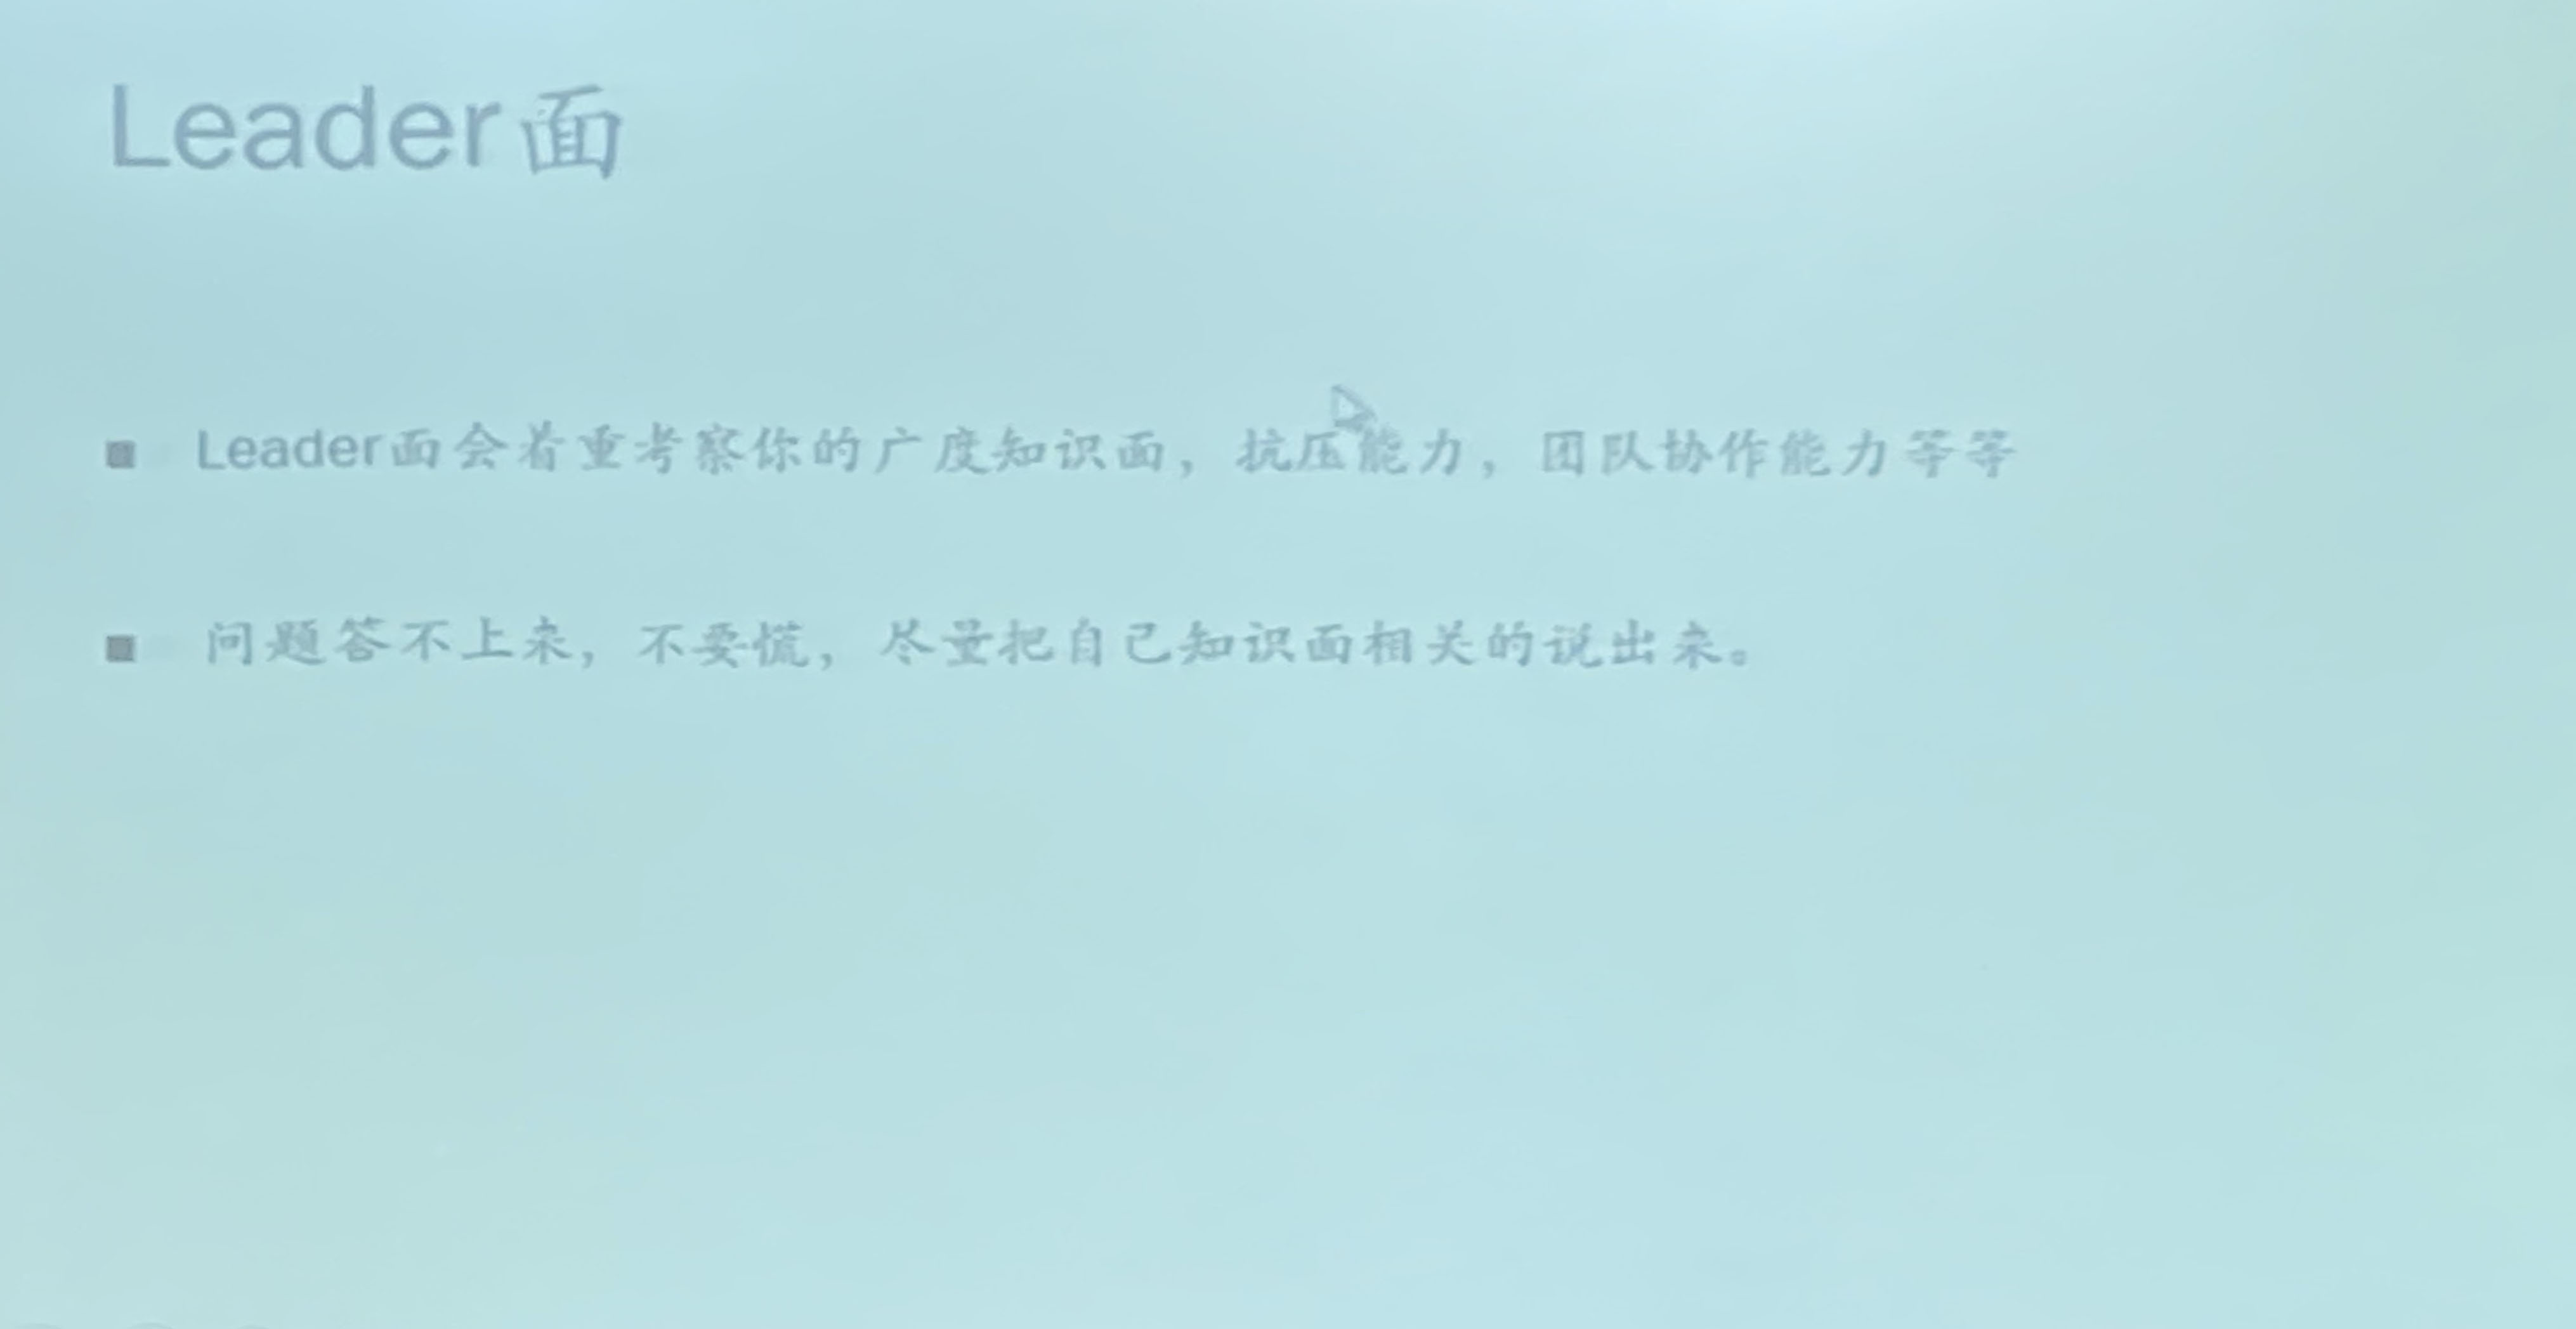 Leader面
Leader面会着重考察你的广度知识面，抗压能力，团队协作能力等等
问题答不上来，不要慌，尽量把自己知识面相关的说出来。